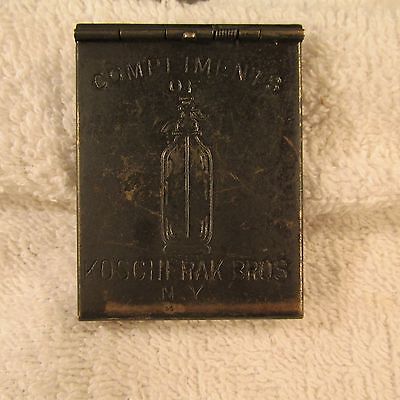 COMPLIMENTS
OF
KOSCHERAK BROS
N.Y.